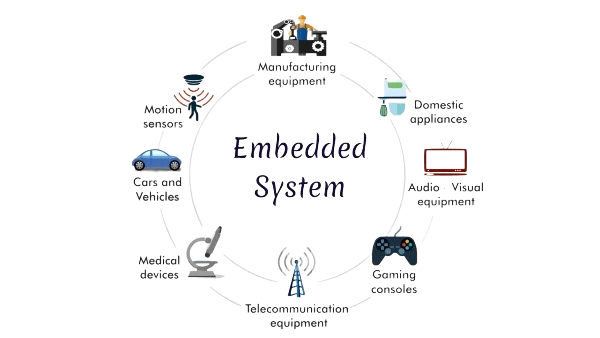 Manufacturing
equipment
Domestic
appliances
Audio - Visual
equipment
Gaming
consoles
Telecommunication
equipment
Medical
devices
Cars and
Vehicles
Motion
sensors
Embedded
System